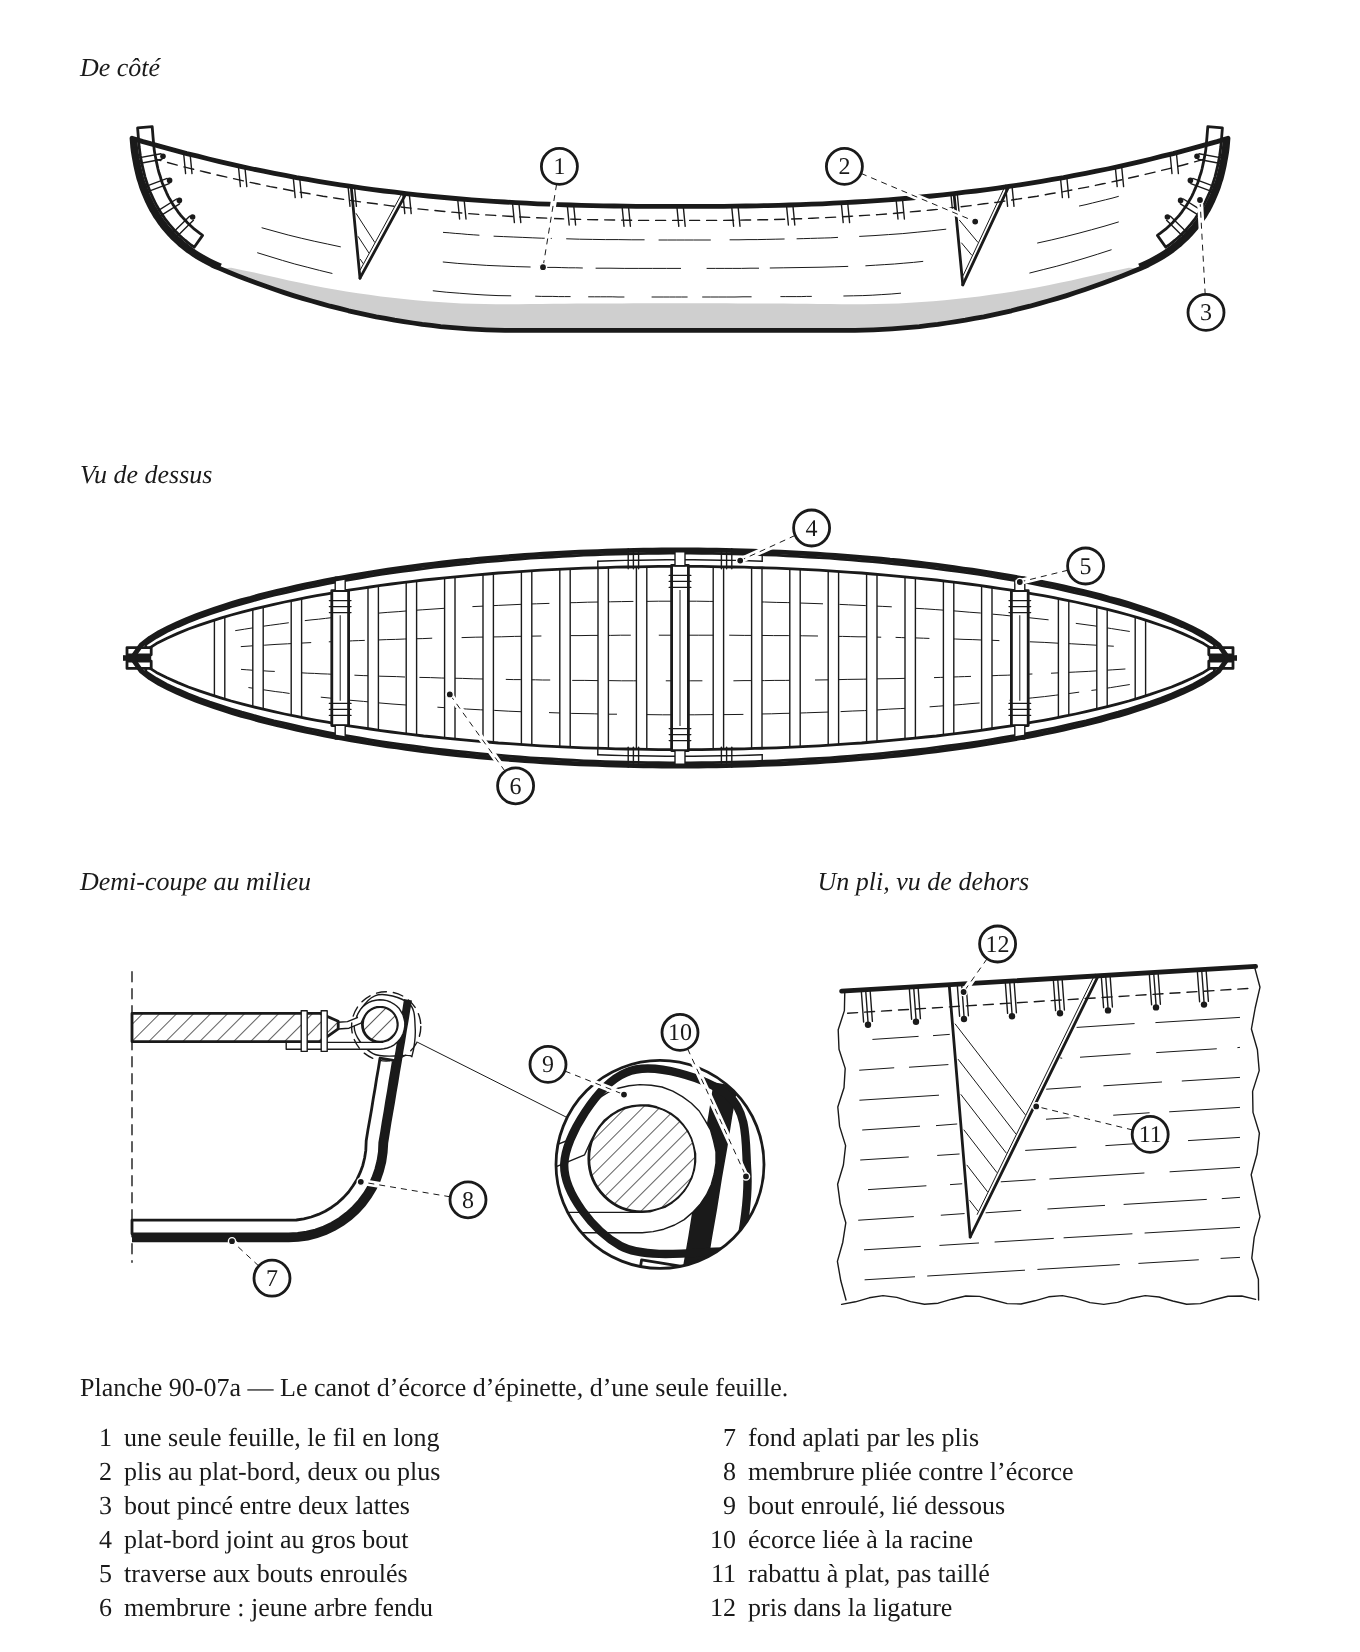 De côté
1
2
3
Vu de dessus
4
5
6
Demi-coupe au milieu
Un pli, vu de dehors
12
10
9
11
8
7
Planche 90-07a — Le canot d’écorce d’épinette, d’une seule feuille.
1 une seule feuille, le fil en long
2 plis au plat-bord, deux ou plus
3 bout pincé entre deux lattes
4 plat-bord joint au gros bout
5 traverse aux bouts enroulés
6 membrure : jeune arbre fendu
7 fond aplati par les plis
8 membrure pliée contre l’écorce
9 bout enroulé, lié dessous
10 écorce liée à la racine
11 rabattu à plat, pas taillé
12 pris dans la ligature